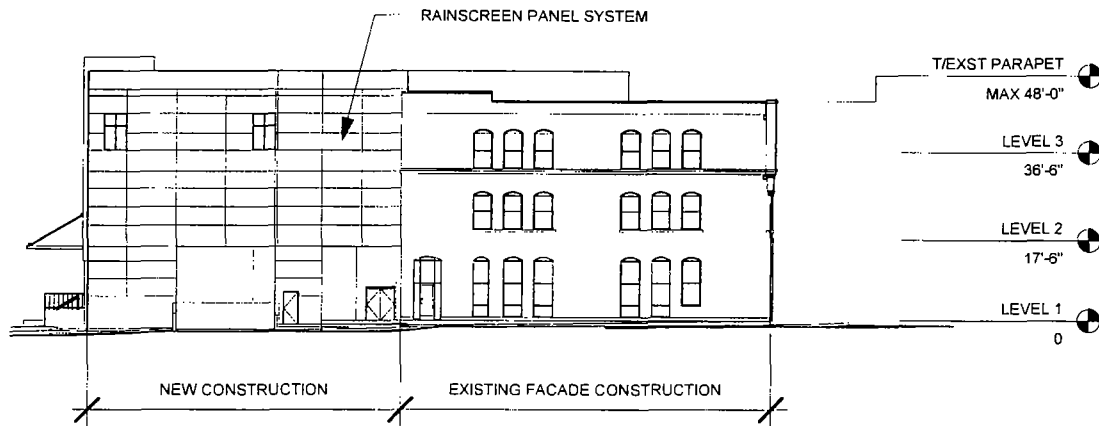 RAINSCREEN PANEL SYSTEM
T/EXST PARAPET
MAX 48'-0"
LEVEL 3
36'-6"
LEVEL 2
17'-6"
LEVEL 1
0
NEW CONSTRUCTION
EXISTING FACADE CONSTRUCTION